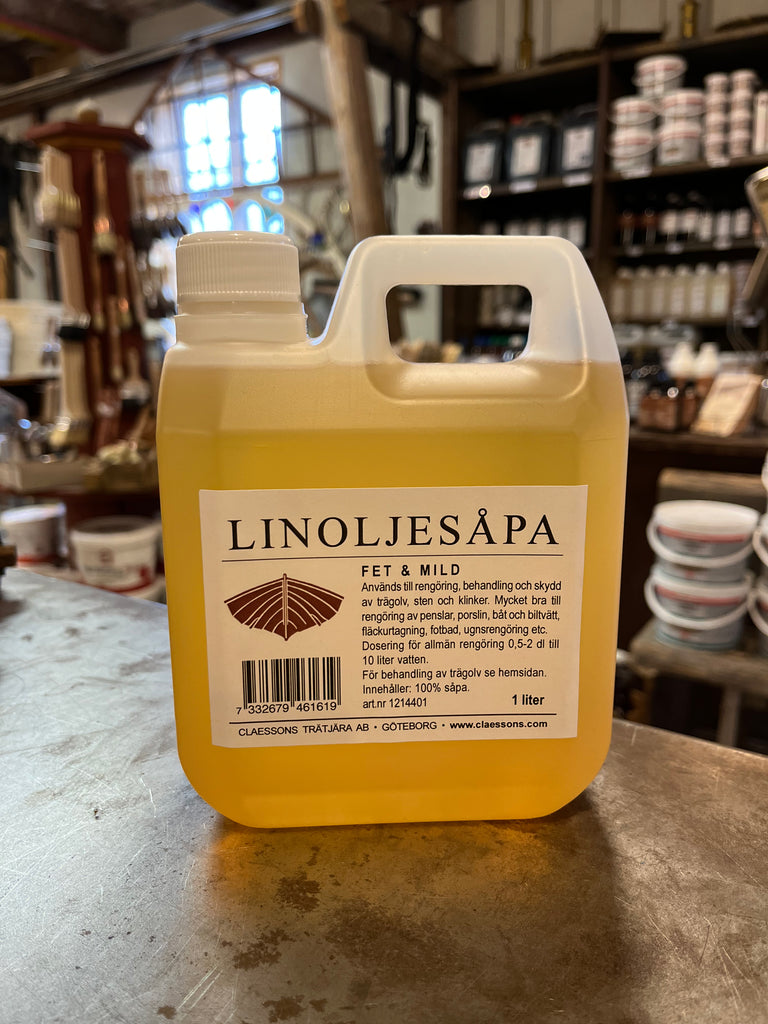 LINOLJESÅPA
FET & MILD
Används till rengöring, behandling och skydd
av trägolv, sten och klinker. Mycket bra till
rengöring av penslar, porslin, båt och biltvätt,
fläckurtagning, fotbad, ugnsrengöring etc.
Dosering för allmän rengöring 0,5-2 dl till
10 liter vatten.
För behandling av trägolv se hemsidan.
Innehåller: 100% såpa.
art.nr 1214401 1 liter
7 332679 461619
CLAESSONS TRÄTJÄRA AB • GÖTEBORG • www.claessons.com